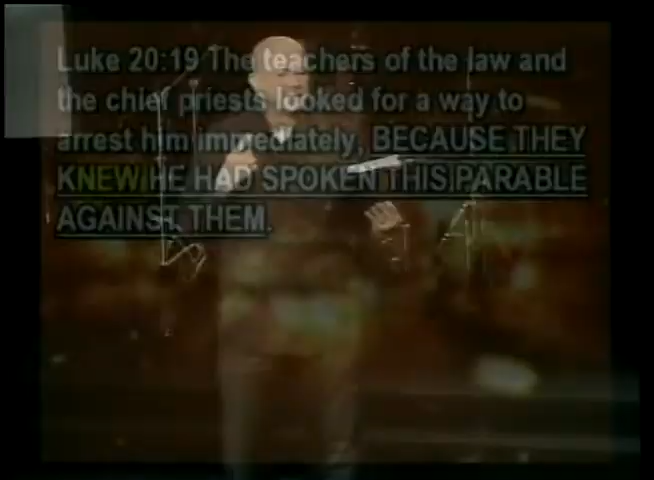 Luke 20:19 The teachers of the law and
the chief priests looked for a way to
arrest him immediately, BECAUSE THEY
KNEW HE HAD SPOKEN THIS PARABLE
AGAINST THEM.